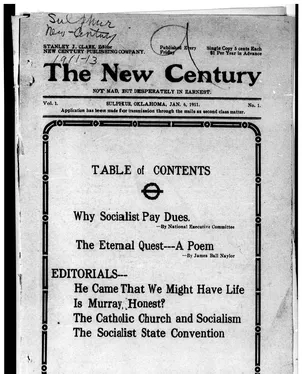 Sulphur
New-Century
1911-13
STANLEY J. CLARK, Editor
NEW CENTURY PUBLISHING COMPANY.
Published Every
Friday
Single Copy 5 cents Each
$1 Per Year in Advance
The New Century
NOT MAD, BUT DESPERATELY IN EARNEST.
Vol. 1. SULPHUR, OKLAHOMA, JAN. 6, 1911. No. 1.
Application has been made for transmission through the mails as second class matter.
TABLE of CONTENTS
Why Socialist Pay Dues.
—By National Executive Committee
The Eternal Quest---A Poem
—By James Ball Naylor
EDITORIALS---
He Came That We Might Have Life
Is Murray, Honest?
The Catholic Church and Socialism
The Socialist State Convention